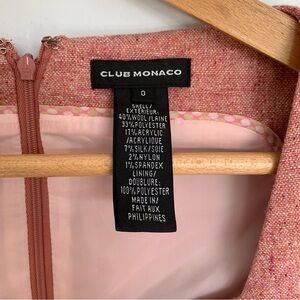 CLUB MONACO
0
SHELL/
EXTÉRIEUR:
40%WOOL/LAINE
33%POLYESTER
17%ACRYLIC
/ACRYLIQUE
7%SILK/SOIE
2%NYLON
1%SPANDEX
LINING/
DOUBLURE:
100%POLYESTER
MADE IN/
FAIT AUX
PHILIPPINES